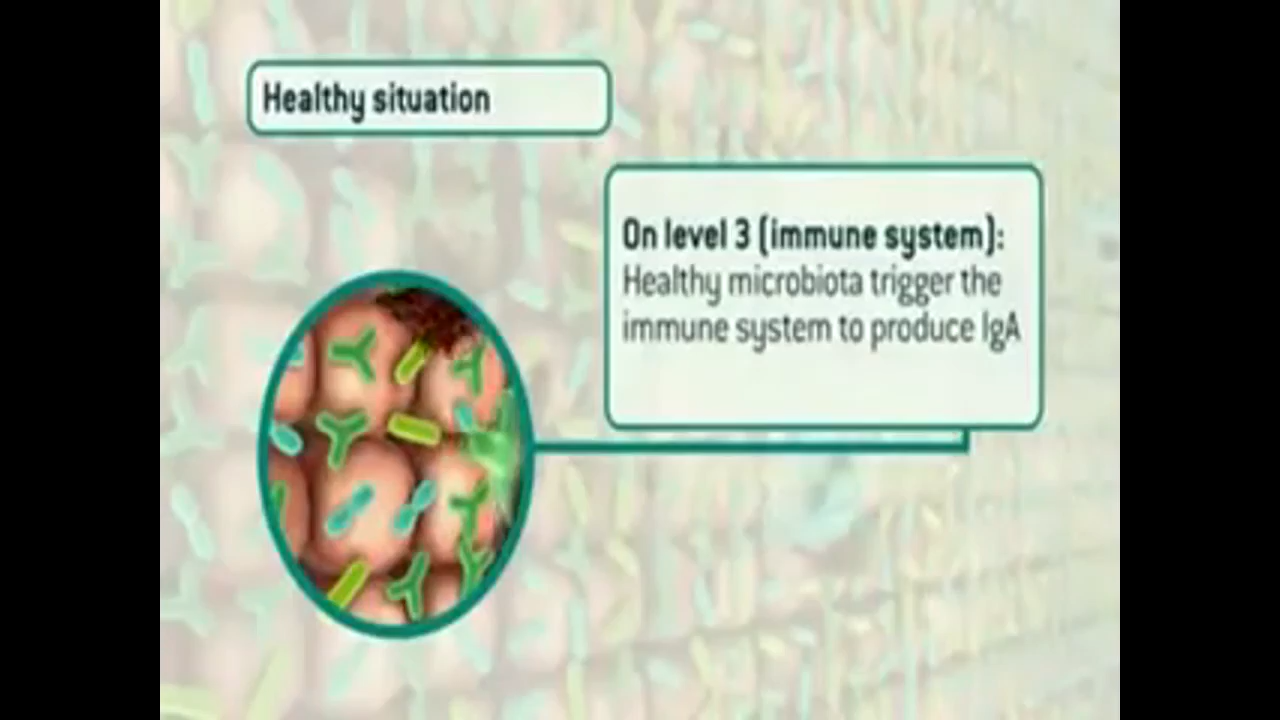 Healthy situation
On level 3 (immune system):
Healthy microbiota trigger the
immune system to produce IgA